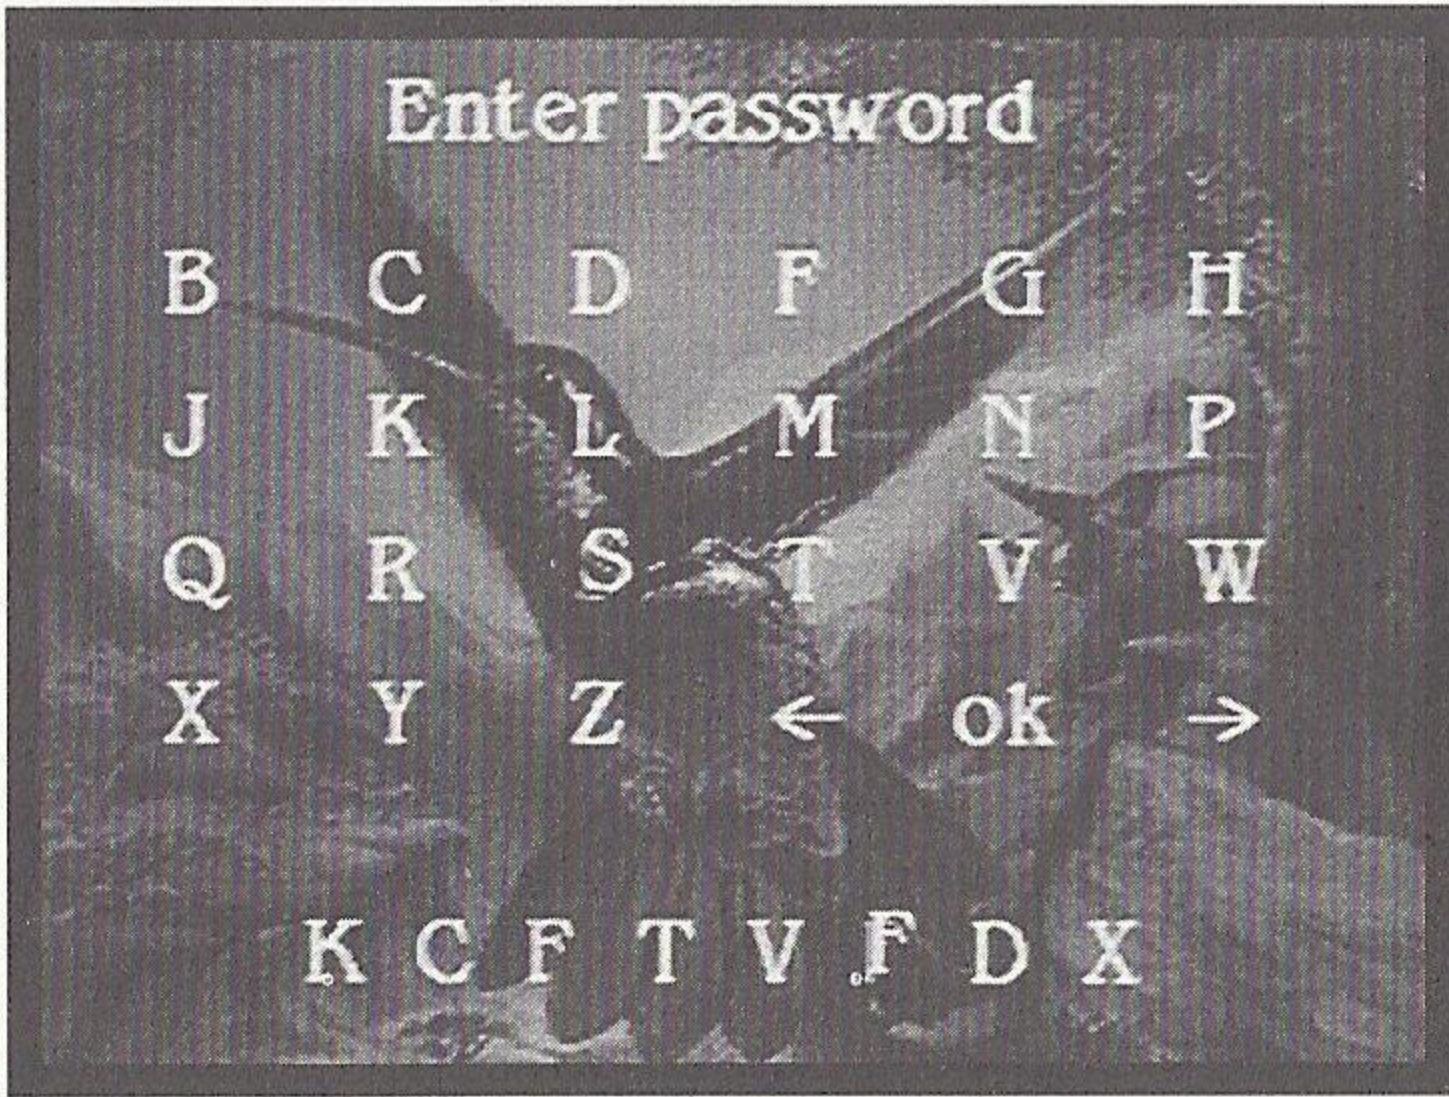 Enter password
B C D F G H
J K L M N P
Q R S T V W
X Y Z ← ok →
K C F T V F D X